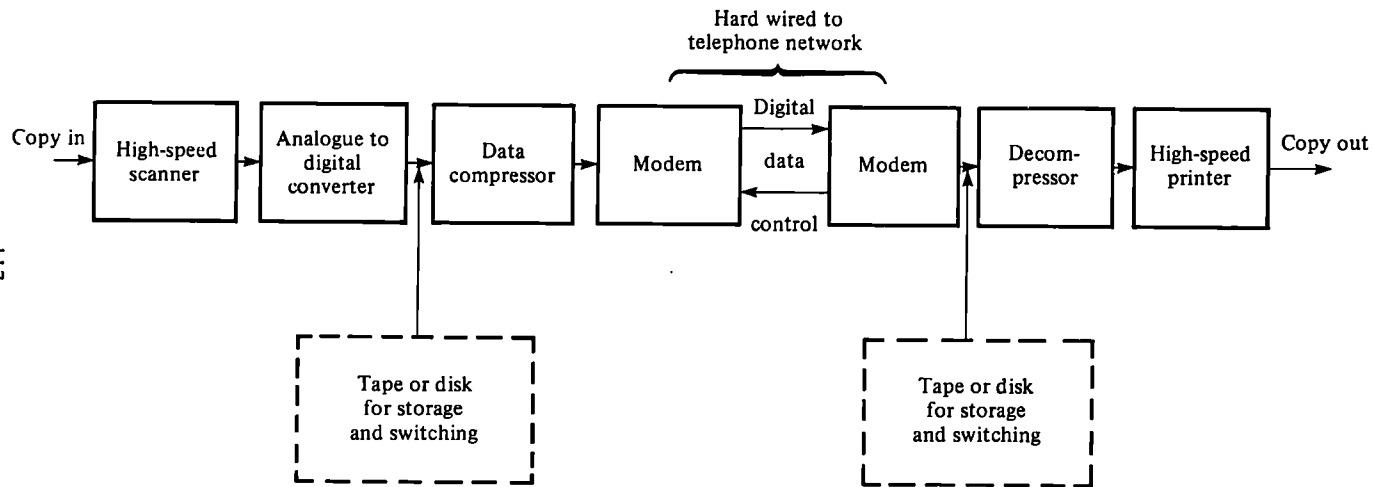 Hard wired to
telephone network
Copy in
High-speed
scanner
Analogue to
digital
converter
Data
compressor
Modem
Digital
data
control
Modem
Decom-
pressor
High-speed
printer
Copy out
Tape or disk
for storage
and switching
Tape or disk
for storage
and switching